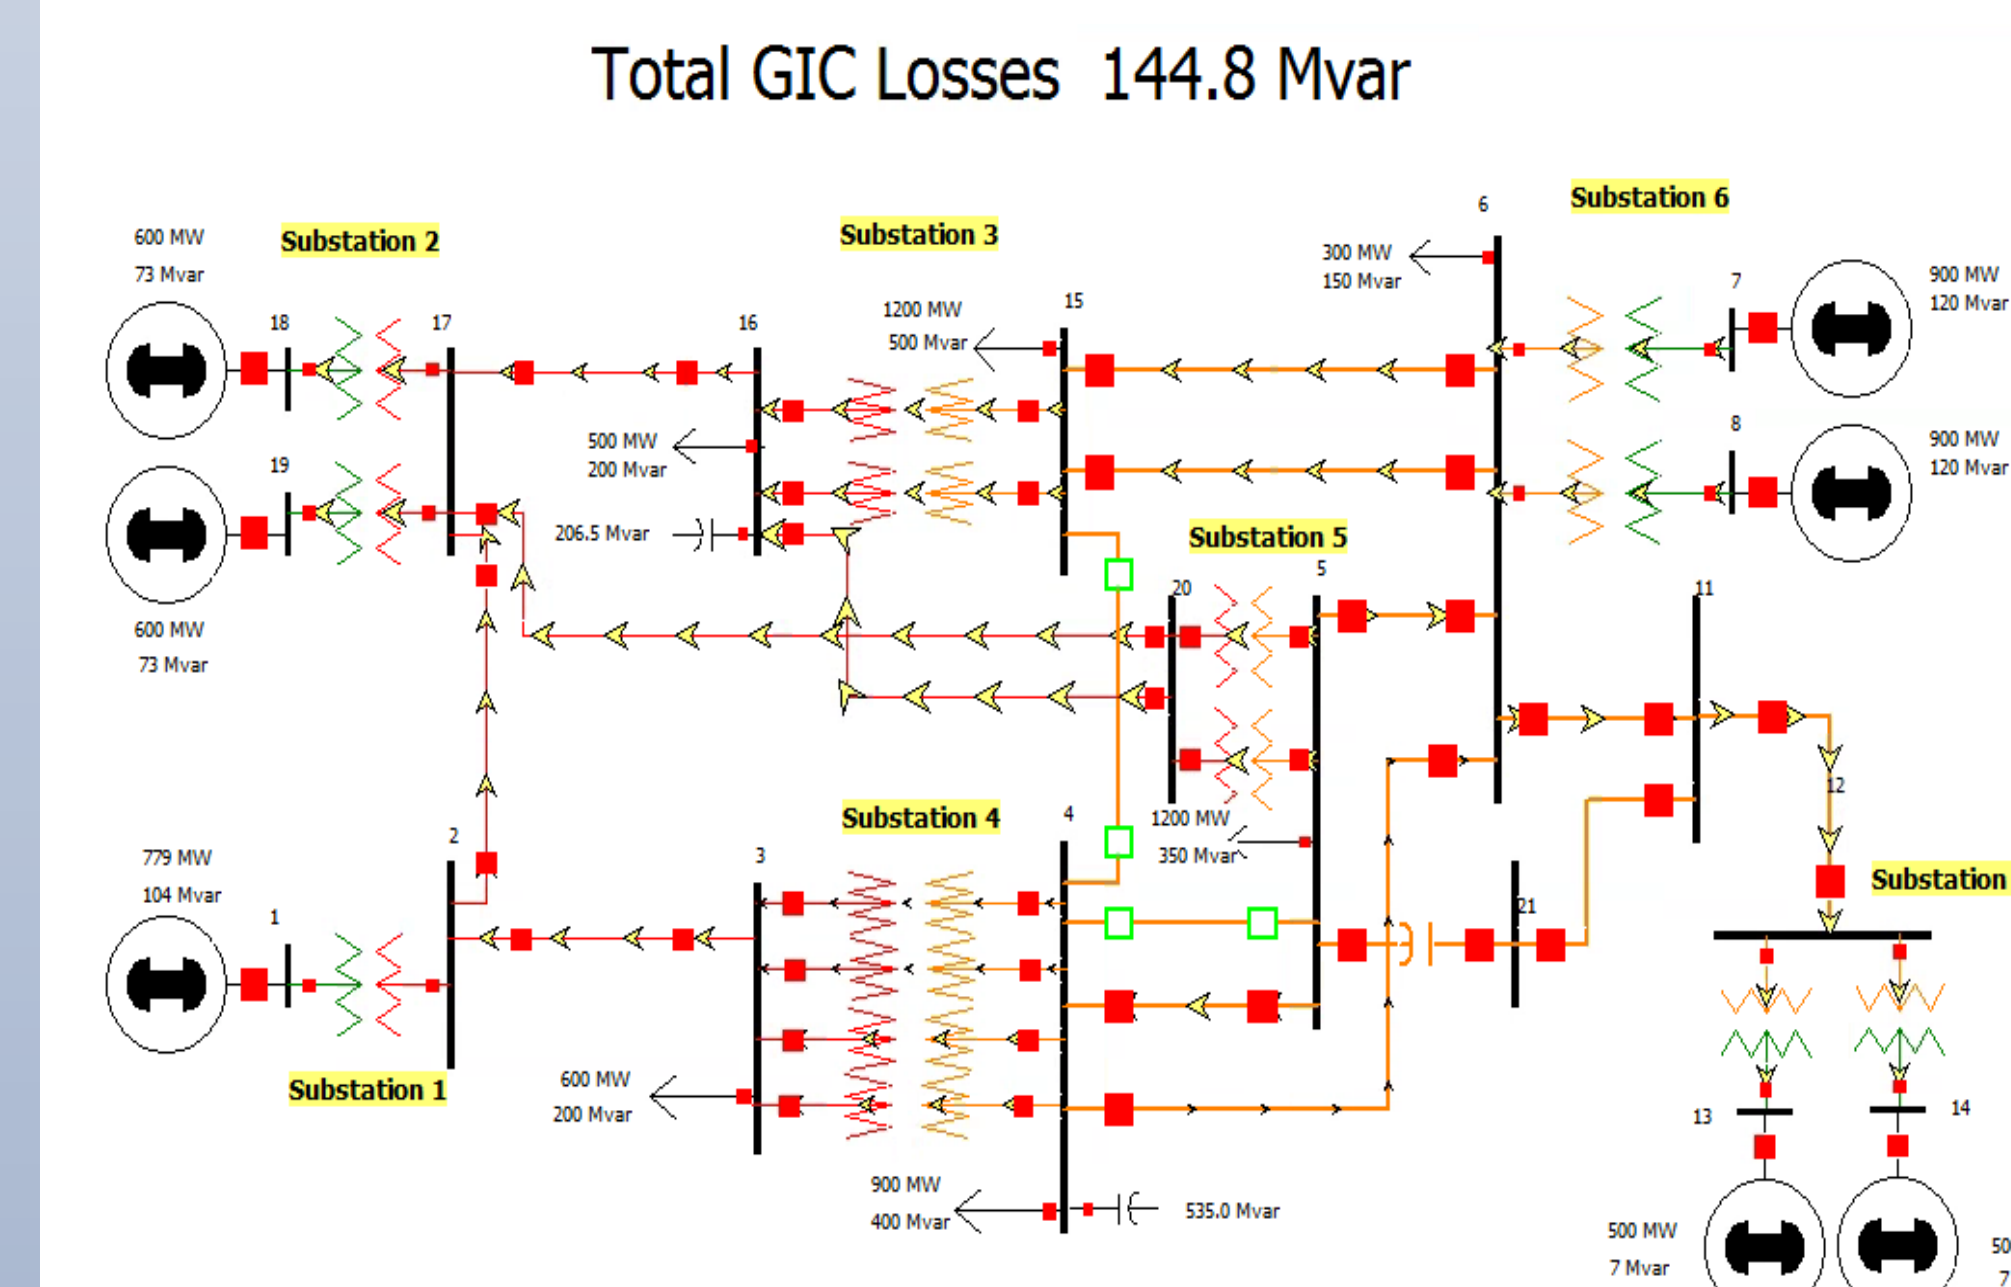 Total GIC Losses 144.8 Mvar
Substation 6
6
Substation 3
Substation 2
600 MW
73 Mvar
300 MW
150 Mvar
7
900 MW
120 Mvar
1200 MW
500 Mvar
15
18
17
16
8
900 MW
120 Mvar
500 MW
200 Mvar
19
206.5 Mvar
Substation 5
5
20
11
600 MW
73 Mvar
12
1200 MW
350 Mvar
Substation 4
4
2
3
779 MW
104 Mvar
1
Substation
21
Substation 1
600 MW
200 Mvar
13
14
900 MW
400 Mvar
535.0 Mvar
500 MW
7 Mvar
50
7